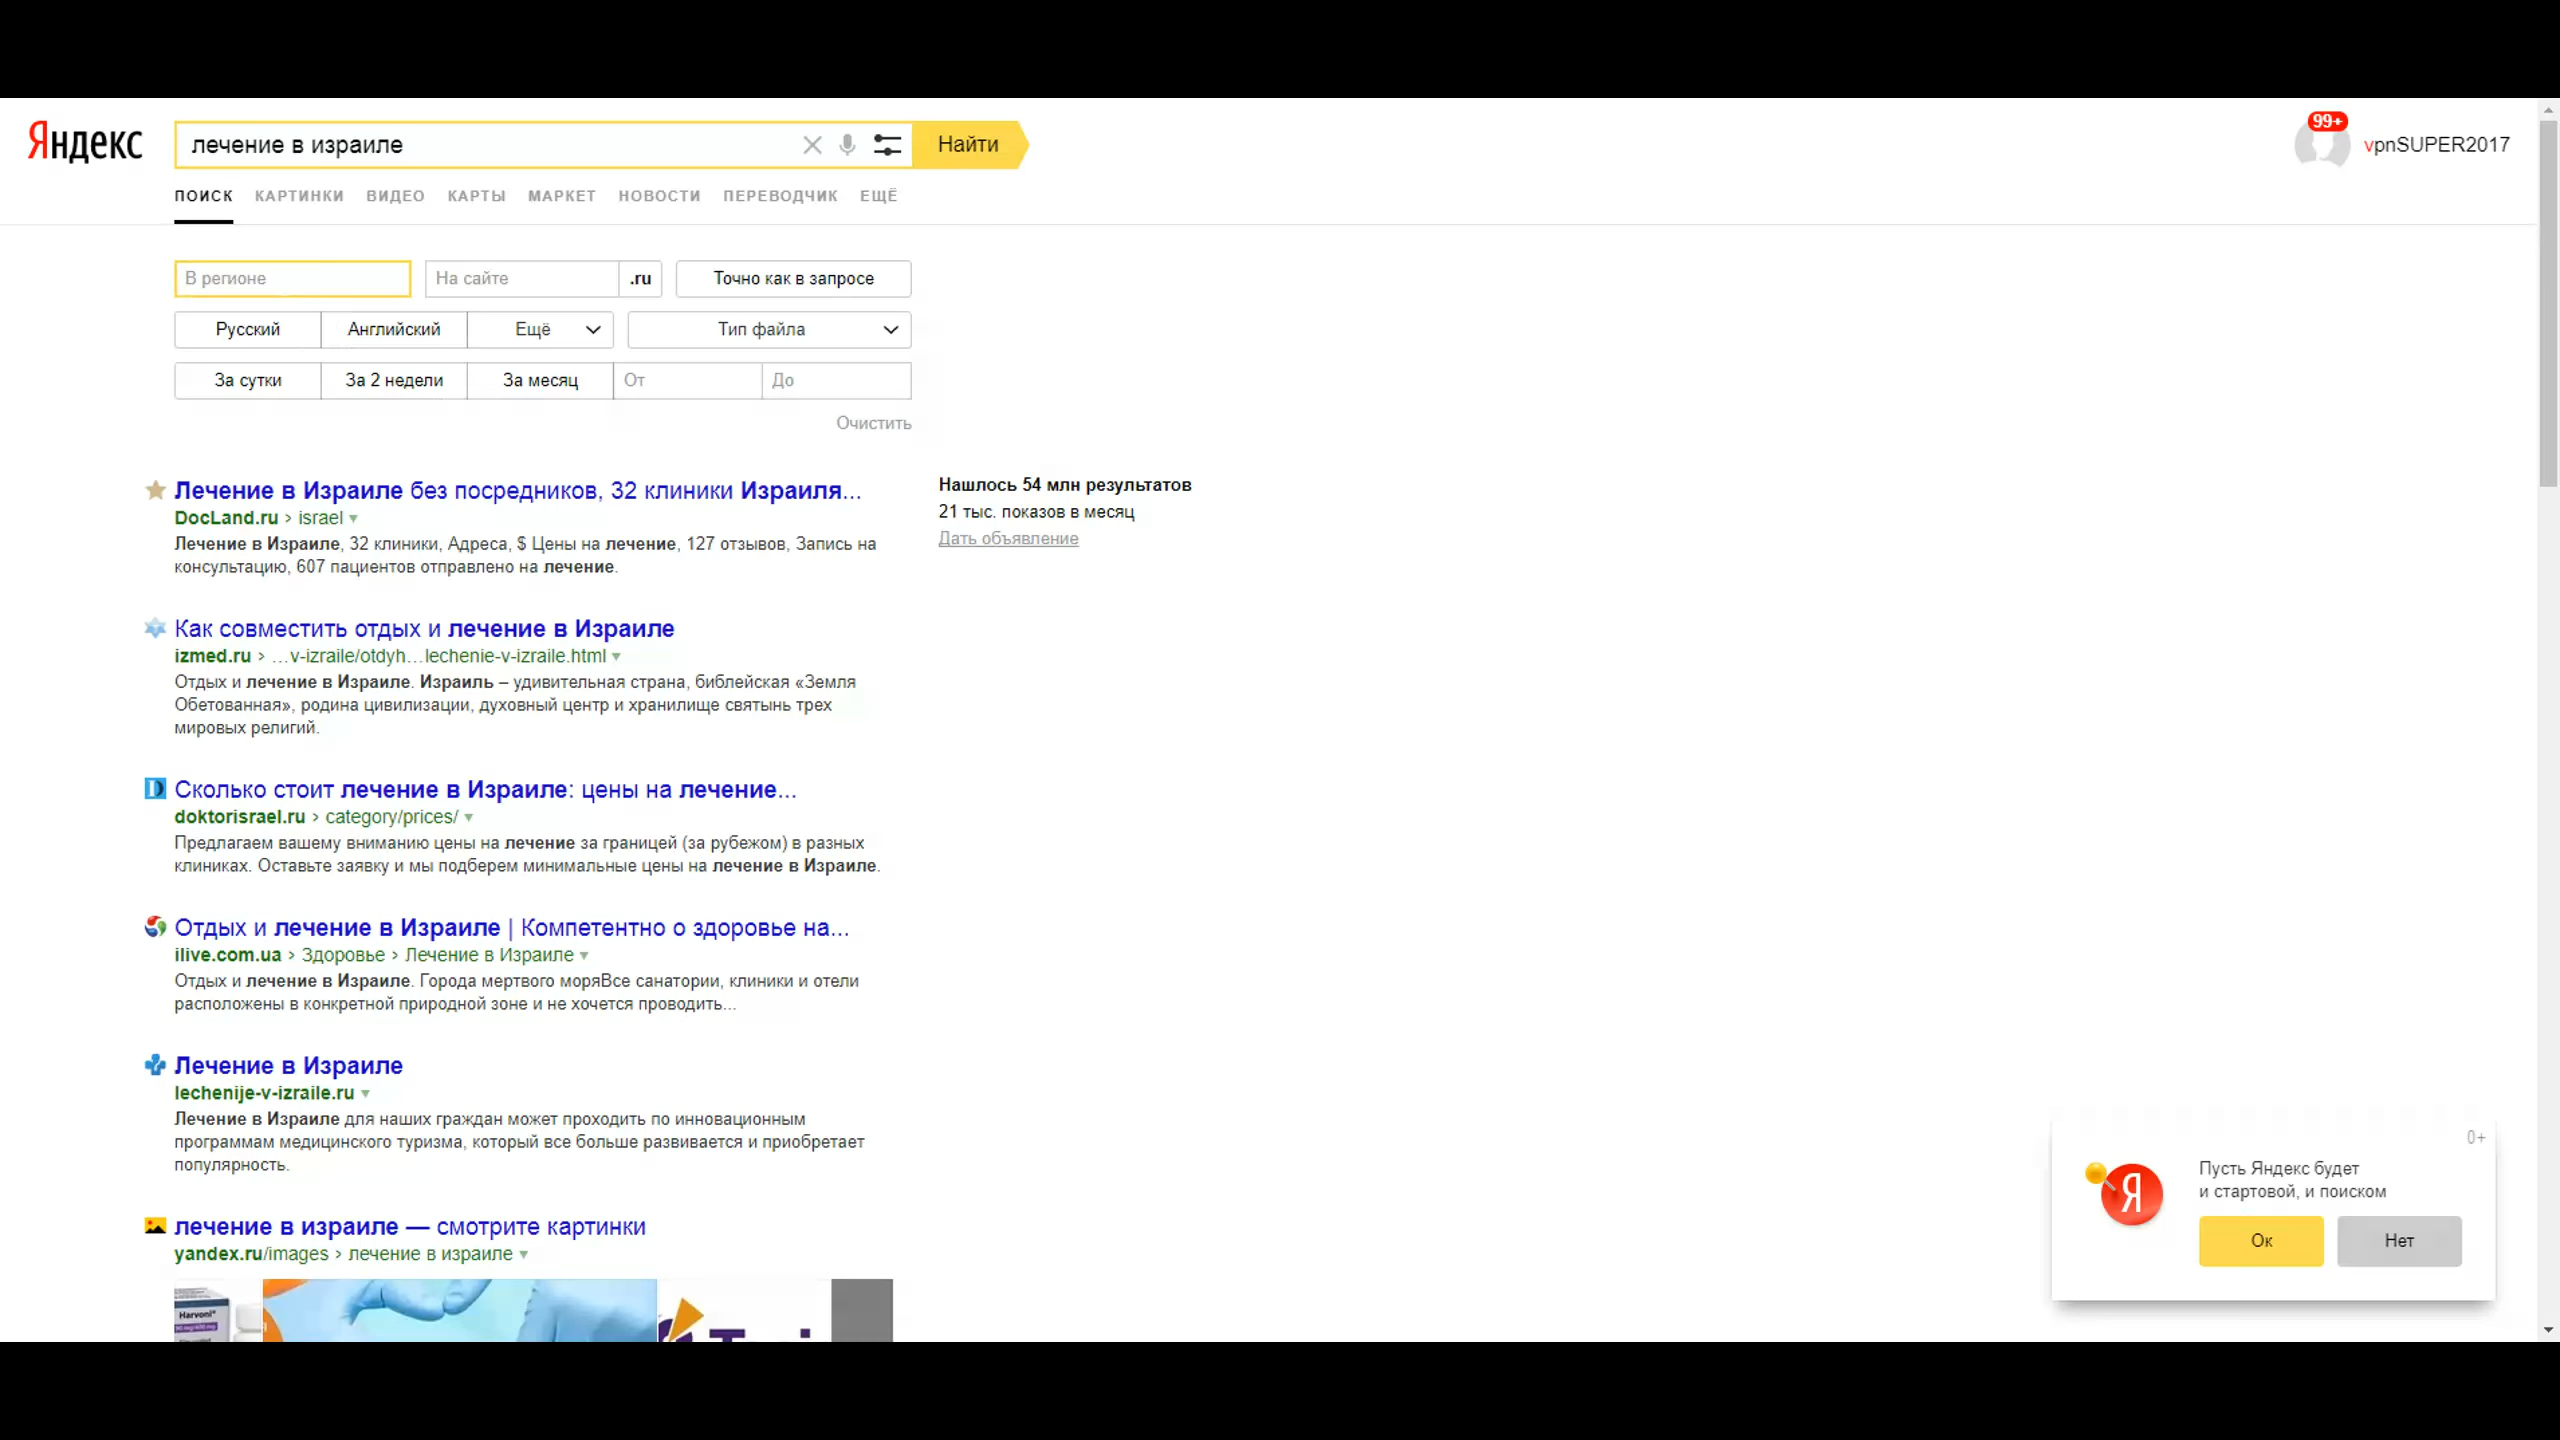 Яндекс
лечение в израиле
Найти
99+
vpnSUPER2017
ПОИСК КАРТИНКИ ВИДЕО КАРТЫ МАРКЕТ НОВОСТИ ПЕРЕВОДЧИК ЕЩЁ
В регионе На сайте .ru Точно как в запросе
Русский Английский Ещё Тип файла
За сутки За 2 недели За месяц От До
Очистить
Лечение в Израиле без посредников, 32 клиники Израиля...
DocLand.ru › israel
Лечение в Израиле, 32 клиники, Адреса, $ Цены на лечение, 127 отзывов, Запись на
консультацию, 607 пациентов отправлено на лечение.
Нашлось 54 млн результатов
21 тыс. показов в месяц
Дать объявление
Как совместить отдых и лечение в Израиле
izmed.ru › …v-izraile/otdyh…lechenie-v-izraile.html
Отдых и лечение в Израиле. Израиль – удивительная страна, библейская «Земля
Обетованная», родина цивилизации, духовный центр и хранилище святынь трех
мировых религий.
Сколько стоит лечение в Израиле: цены на лечение...
doktorisrael.ru › category/prices/
Предлагаем вашему вниманию цены на лечение за границей (за рубежом) в разных
клиниках. Оставьте заявку и мы подберем минимальные цены на лечение в Израиле.
Отдых и лечение в Израиле | Компетентно о здоровье на...
ilive.com.ua › Здоровье › Лечение в Израиле
Отдых и лечение в Израиле. Города мертвого моряВсе санатории, клиники и отели
расположены в конкретной природной зоне и не хочется проводить...
Лечение в Израиле
lechenije-v-izraile.ru
Лечение в Израиле для наших граждан может проходить по инновационным
программам медицинского туризма, который все больше развивается и приобретает
популярность.
лечение в израиле — смотрите картинки
yandex.ru/images › лечение в израиле
Harvoni
0+
Я
Пусть Яндекс будет
и стартовой, и поиском
Ок Нет